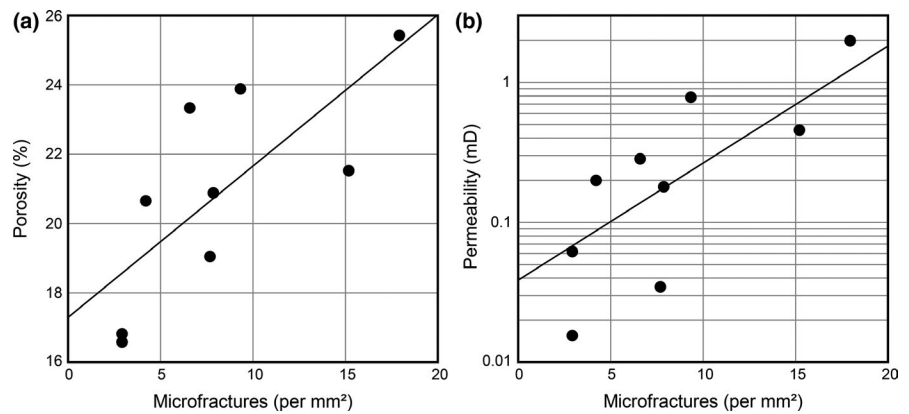 (a)
26
24
22
20
18
16
Porosity (%)
0 5 10 15 20
Microfractures (per mm²)
(b)
1
0.1
0.01
Permeability (mD)
0 5 10 15 20
Microfractures (per mm²)